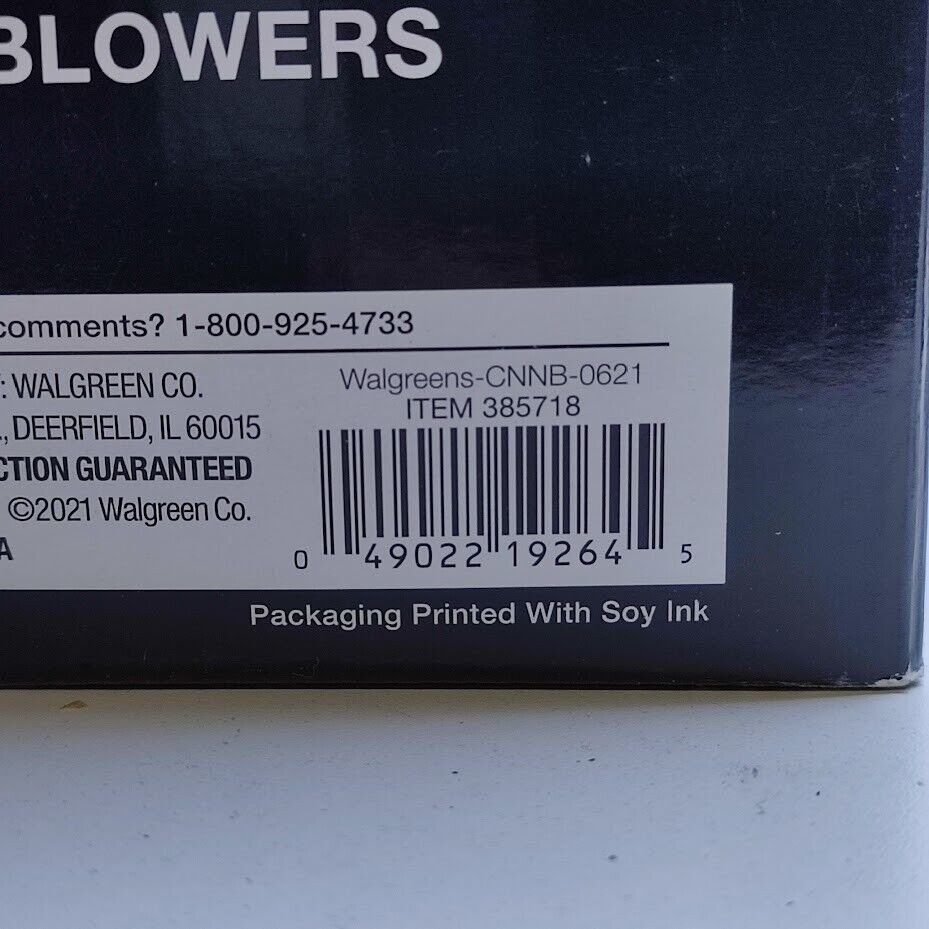 BLOWERS
comments? 1-800-925-4733
: WALGREEN CO.
., DEERFIELD, IL 60015
CTION GUARANTEED
©2021 Walgreen Co.
A
Walgreens-CNNB-0621
ITEM 385718
0 49022 19264 5
Packaging Printed With Soy Ink